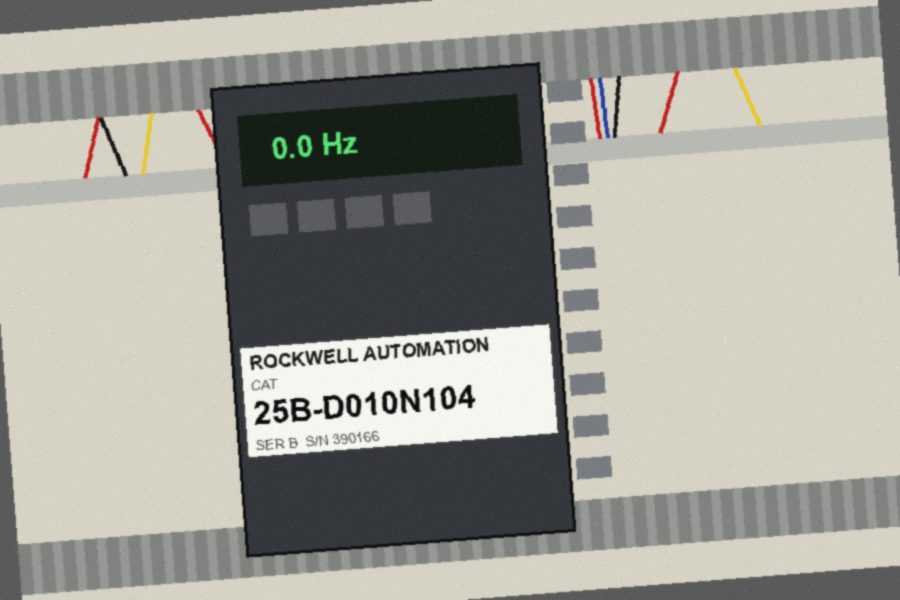 0.0 Hz
ROCKWELL AUTOMATION
CAT
25B-D010N104
SER B S/N 390166